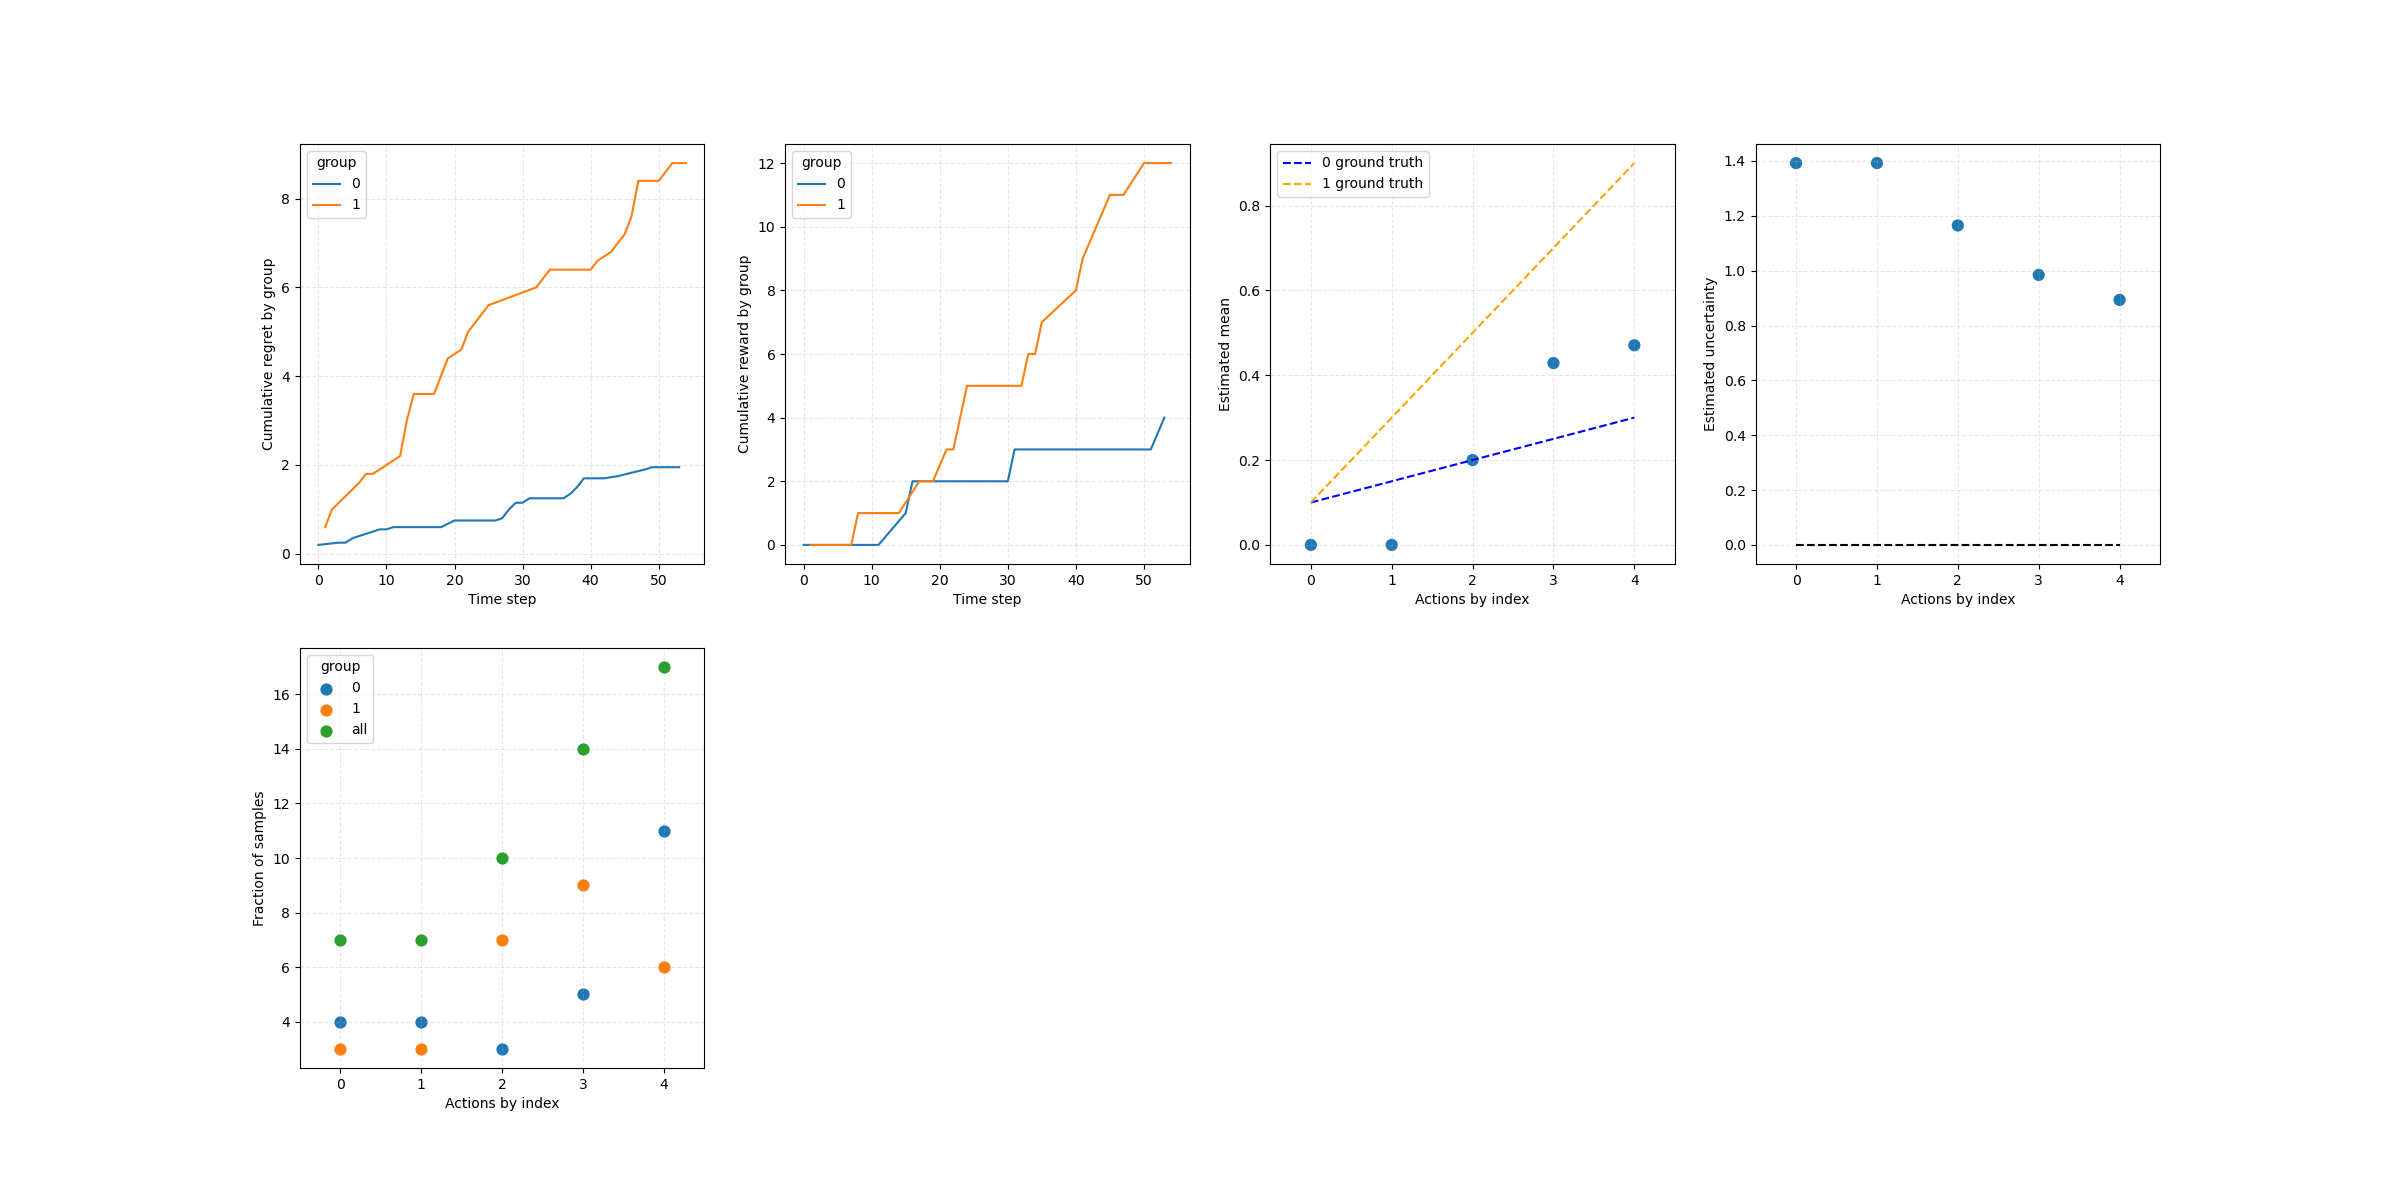 Cumulative regret by group
group
0
1
8
6
4
2
0
0 10 20 30 40 50
Time step
Cumulative reward by group
group
0
1
12
10
8
6
4
2
0
0 10 20 30 40 50
Time step
Estimated mean
0 ground truth
1 ground truth
0.8
0.6
0.4
0.2
0.0
0 1 2 3 4
Actions by index
Estimated uncertainty
1.4
1.2
1.0
0.8
0.6
0.4
0.2
0.0
0 1 2 3 4
Actions by index
Fraction of samples
group
0
1
all
16
14
12
10
8
6
4
0 1 2 3 4
Actions by index